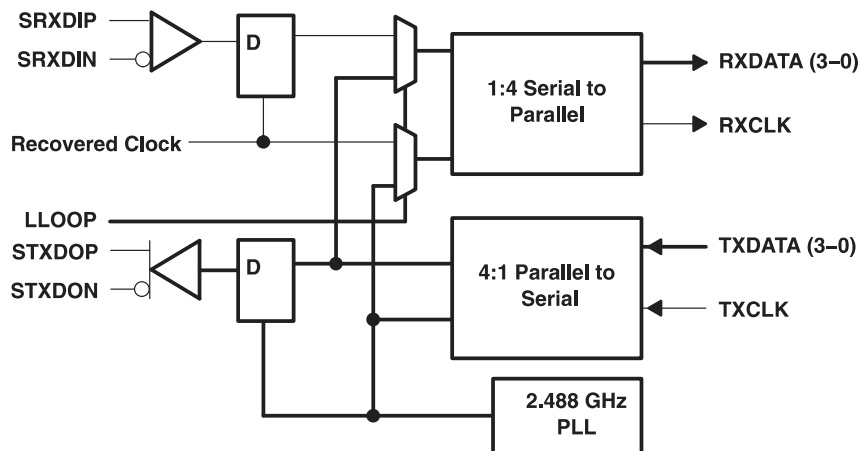 SRXDIP
SRXDIN
D
1:4 Serial to
Parallel
RXDATA (3–0)
RXCLK
Recovered Clock
LLOOP
STXDOP
STXDON
D
4:1 Parallel to
Serial
TXDATA (3–0)
TXCLK
2.488 GHz
PLL